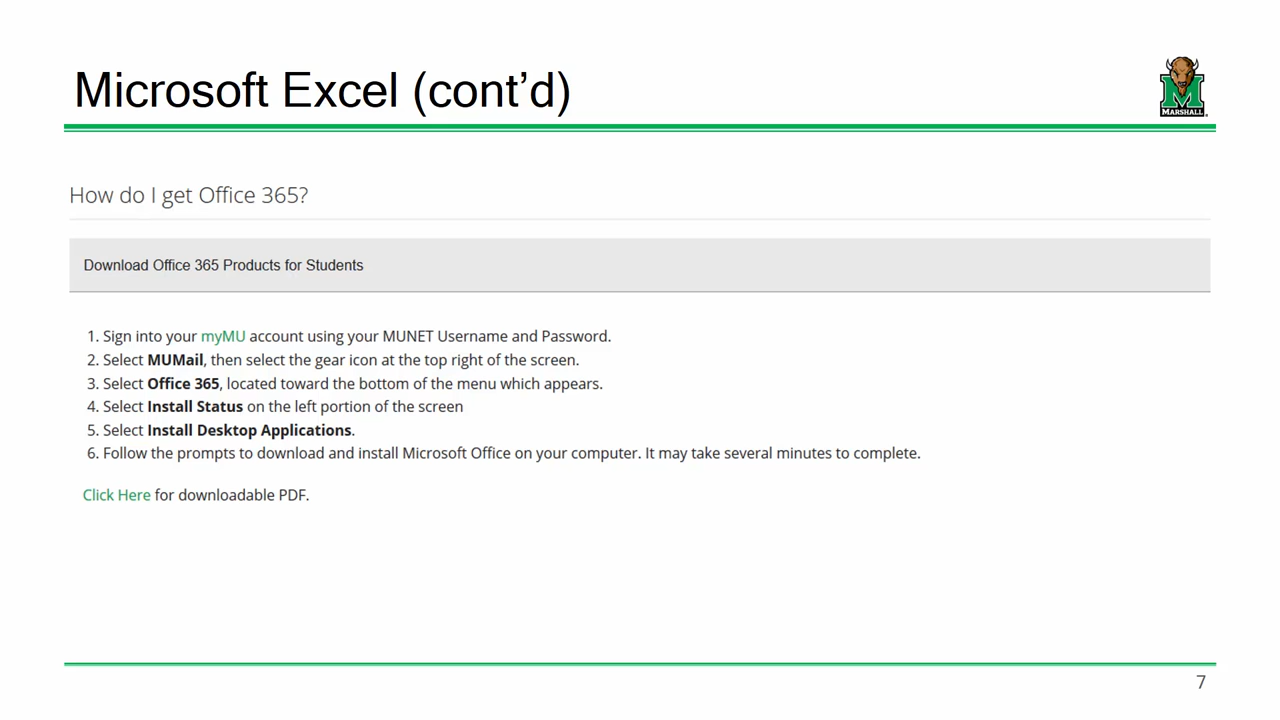 Microsoft Excel (cont’d)
MARSHALL
How do I get Office 365?
Download Office 365 Products for Students
1. Sign into your myMU account using your MUNET Username and Password.
2. Select MUMail, then select the gear icon at the top right of the screen.
3. Select Office 365, located toward the bottom of the menu which appears.
4. Select Install Status on the left portion of the screen
5. Select Install Desktop Applications.
6. Follow the prompts to download and install Microsoft Office on your computer. It may take several minutes to complete.
Click Here for downloadable PDF.
7